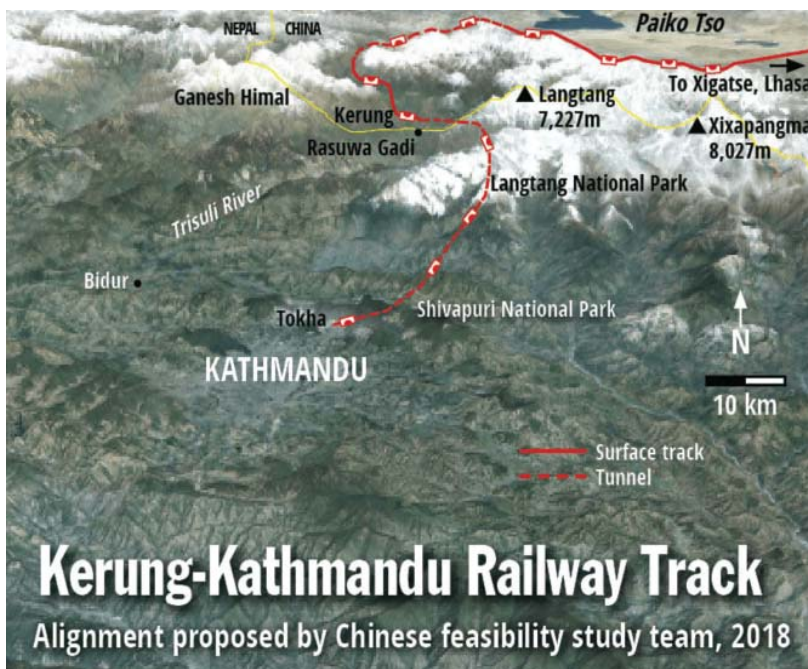 Paiko Tso
NEPAL CHINA
To Xigatse, Lhasa
Ganesh Himal
Langtang
7,227m
Kerung
Xixapangma
8,027m
Rasuwa Gadi
Langtang National Park
Trisuli River
Bidur
Shivapuri National Park
Tokha
N
KATHMANDU
10 km
Surface track
Tunnel
Kerung-Kathmandu Railway Track
Alignment proposed by Chinese feasibility study team, 2018